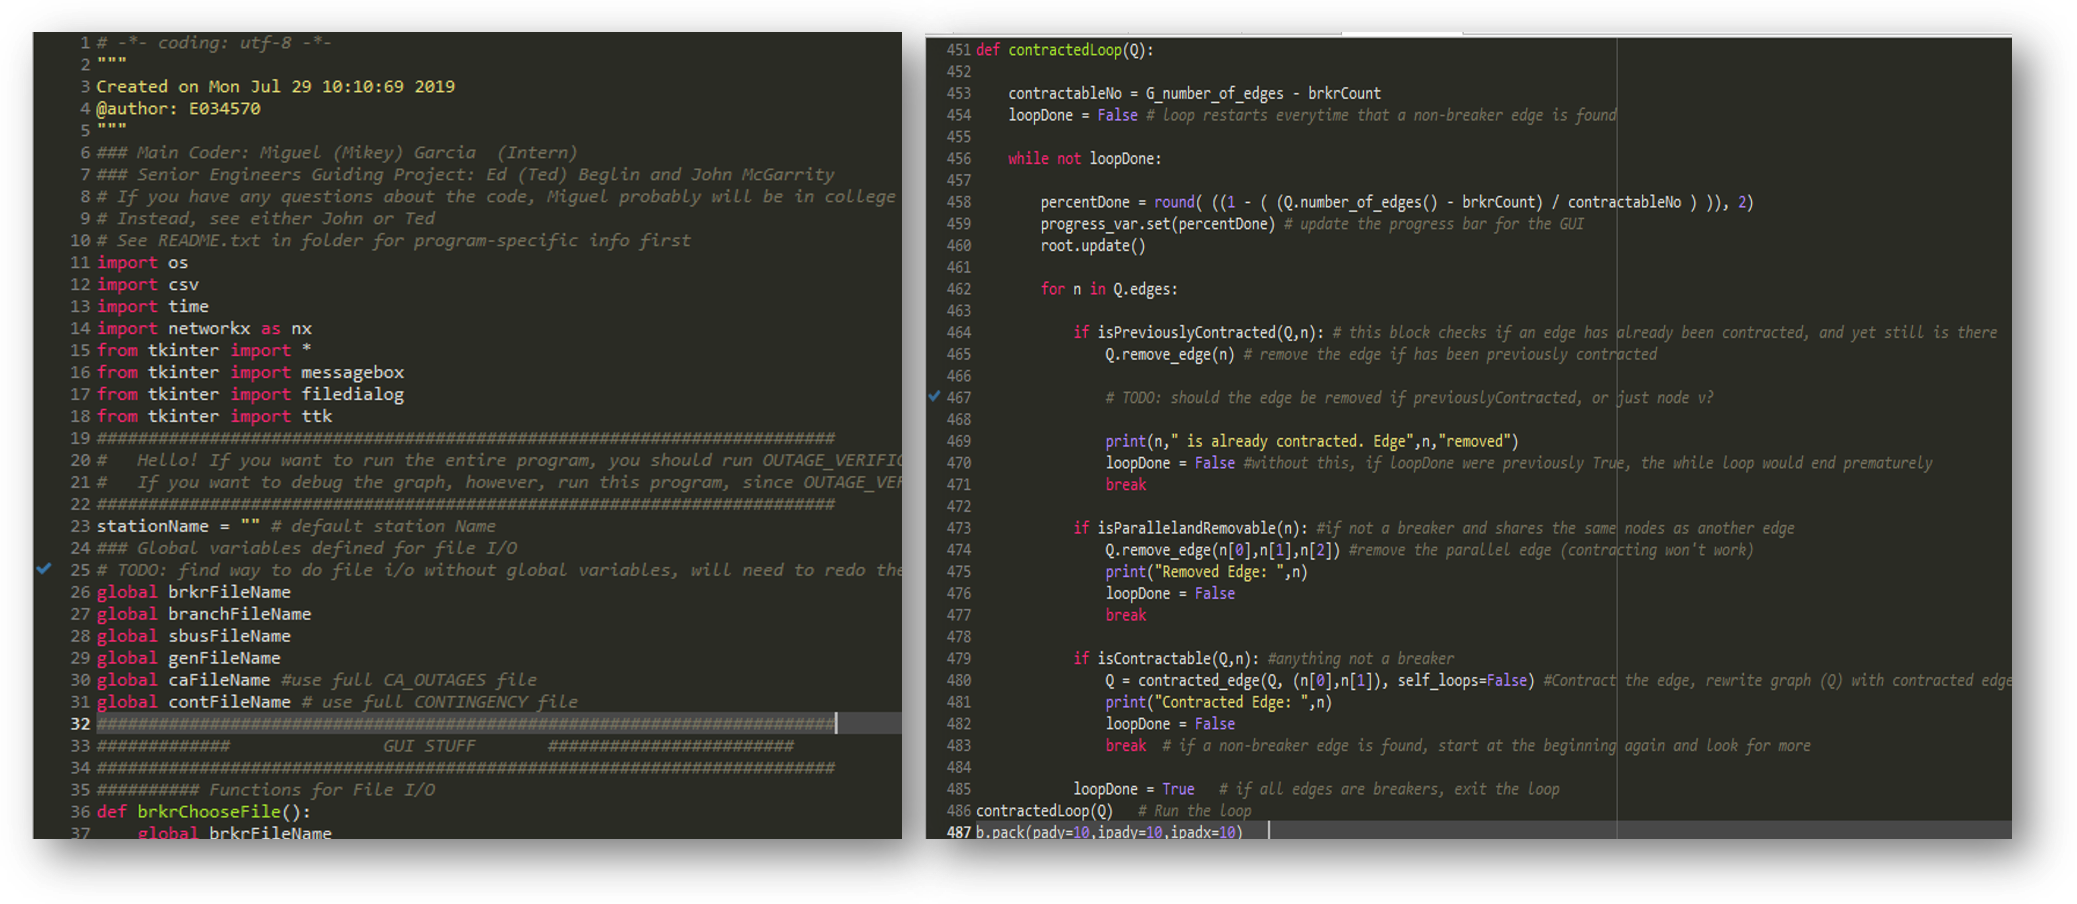 1 # -*- coding: utf-8 -*-
2 """
3 Created on Mon Jul 29 10:10:69 2019
4 @author: E034570
5 """
6 ### Main Coder: Miguel (Mikey) Garcia  (Intern)
7 ### Senior Engineers Guiding Project: Ed (Ted) Beglin and John McGarrity
8 # If you have any questions about the code, Miguel probably will be in college
9 # Instead, see either John or Ted
10 # See README.txt in folder for program-specific info first
11 import os
12 import csv
13 import time
14 import networkx as nx
15 from tkinter import *
16 from tkinter import messagebox
17 from tkinter import filedialog
18 from tkinter import ttk
19 ########################################################################
20 #   Hello! If you want to run the entire program, you should run OUTAGE_VERIFIC
21 #   If you want to debug the graph, however, run this program, since OUTAGE_VER
22 ########################################################################
23 stationName = "" # default station Name
24 ### Global variables defined for file I/O
25 # TODO: find way to do file i/o without global variables, will need to redo the
26 global brkrFileName
27 global branchFileName
28 global sbusFileName
29 global genFileName
30 global caFileName #use full CA_OUTAGES file
31 global contFileName # use full CONTINGENCY file
32 ########################################################################
33 #############               GUI STUFF       ########################
34 ########################################################################
35 ########## Functions for File I/O
36 def brkrChooseFile():
37     global brkrFileName
451 def contractedLoop(Q):
452
453     contractableNo = G_number_of_edges - brkrCount
454     loopDone = False # loop restarts everytime that a non-breaker edge is found
455
456     while not loopDone:
457
458         percentDone = round( ((1 - ( (Q.number_of_edges() - brkrCount) / contractableNo ) )), 2)
459         progress_var.set(percentDone) # update the progress bar for the GUI
460         root.update()
461
462         for n in Q.edges:
463
464             if isPreviouslyContracted(Q,n): # this block checks if an edge has already been contracted, and yet still is there
465                 Q.remove_edge(n) # remove the edge if has been previously contracted
466
467                 # TODO: should the edge be removed if previouslyContracted, or just node v?
468
469                 print(n," is already contracted. Edge",n,"removed")
470                 loopDone = False #without this, if loopDone were previously True, the while loop would end prematurely
471                 break
472
473             if isParallelandRemovable(n): #if not a breaker and shares the same nodes as another edge
474                 Q.remove_edge(n[0],n[1],n[2]) #remove the parallel edge (contracting won't work)
475                 print("Removed Edge: ",n)
476                 loopDone = False
477                 break
478
479             if isContractable(Q,n): #anything not a breaker
480                 Q = contracted_edge(Q, (n[0],n[1]), self_loops=False) #Contract the edge, rewrite graph (Q) with contracted edge
481                 print("Contracted Edge: ",n)
482                 loopDone = False
483                 break  # if a non-breaker edge is found, start at the beginning again and look for more
484
485             loopDone = True   # if all edges are breakers, exit the loop
486 contractedLoop(Q)   # Run the loop
487 b.pack(pady=10,ipady=10,ipadx=10)